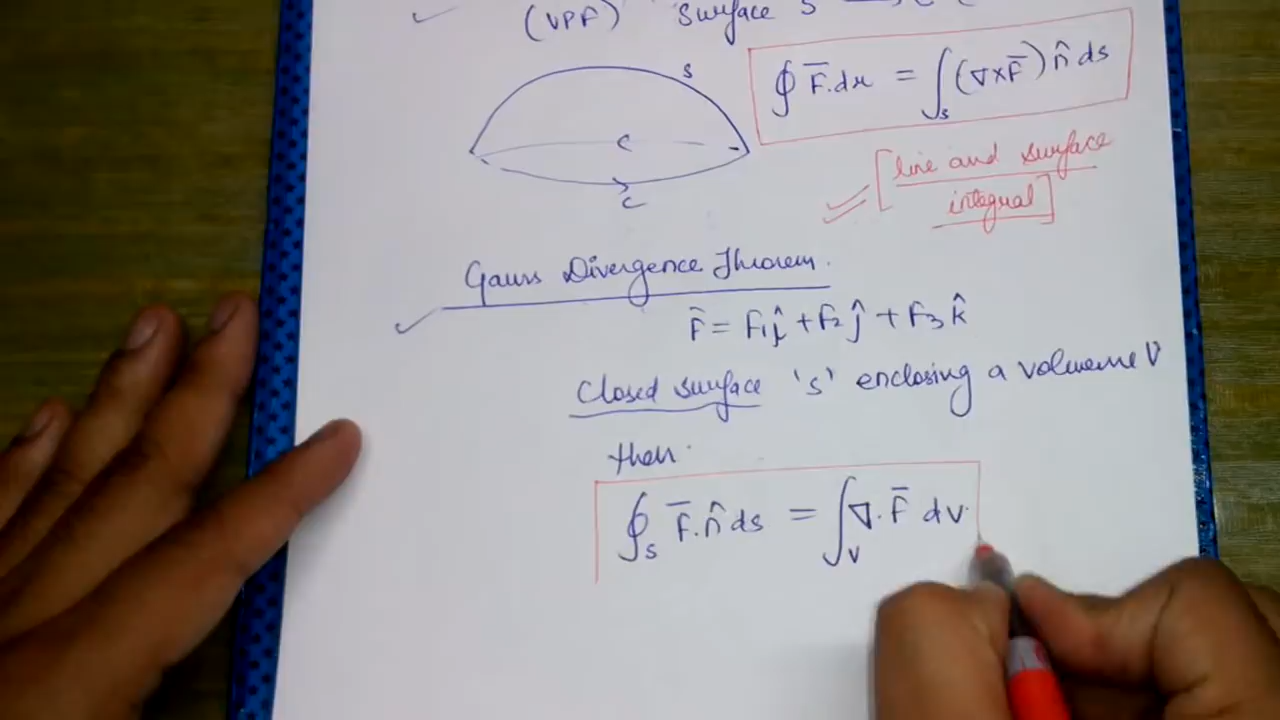 (VPF) Surface S
S
∮ F̅.dr = ∫s (∇×F̅) n̂ ds
C
C
[line and surface
integral]
Gauss Divergence Theorem.
F̅ = F1î + F2ĵ + F3k̂
Closed surface 's' enclosing a volume V
then
∮s F̅.n̂ ds = ∫v ∇.F̅ dv